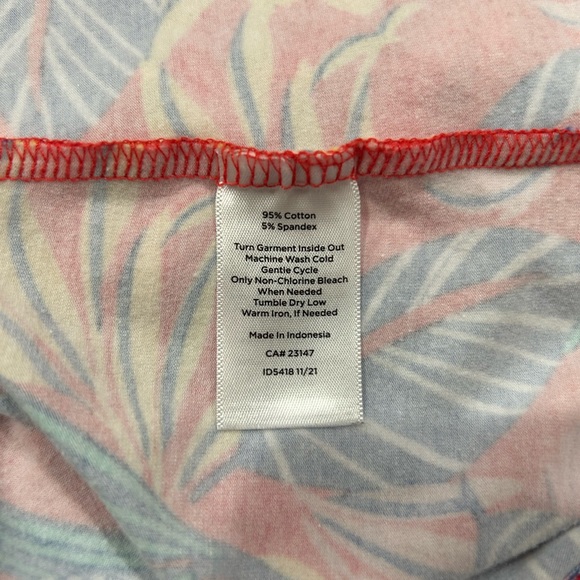 95% Cotton
5% Spandex
Turn Garment Inside Out
Machine Wash Cold
Gentle Cycle
Only Non-Chlorine Bleach
When Needed
Tumble Dry Low
Warm Iron, If Needed
Made In Indonesia
CA# 23147
ID5418 11/21